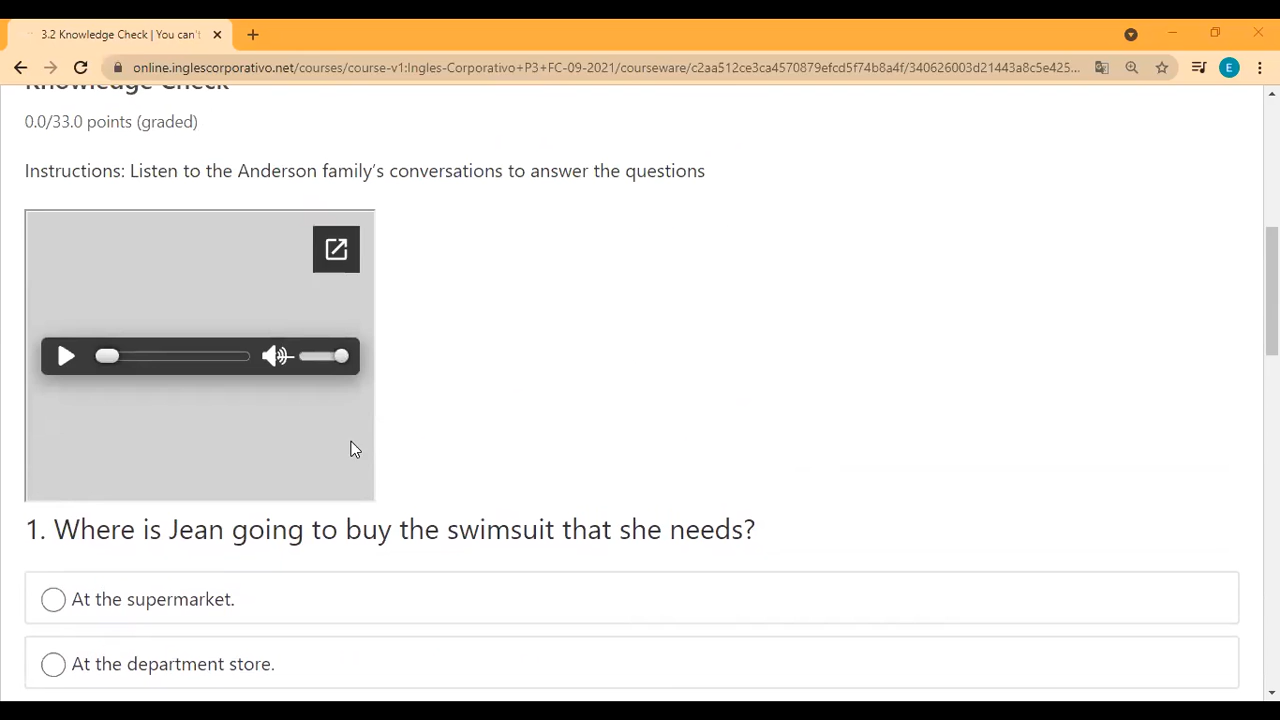 3.2 Knowledge Check | You can't
online.inglescorporativo.net/courses/course-v1:Ingles-Corporativo+P3+FC-09-2021/courseware/c2aa512ce3ca4570879efcd5f74b8a4f/340626003d21443a8c5e425...
E
Knowledge Check
0.0/33.0 points (graded)
Instructions: Listen to the Anderson family’s conversations to answer the questions
1. Where is Jean going to buy the swimsuit that she needs?
At the supermarket.
At the department store.